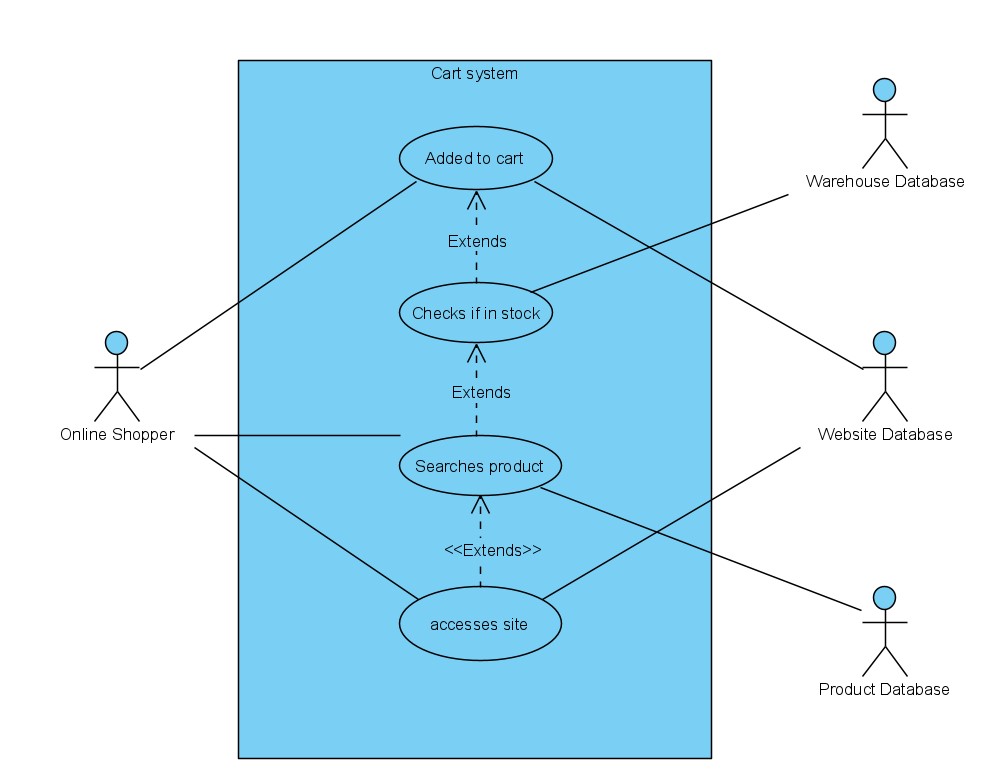 Cart system
Added to cart
Warehouse Database
Extends
Checks if in stock
Extends
Online Shopper
Website Database
Searches product
<<Extends>>
accesses site
Product Database